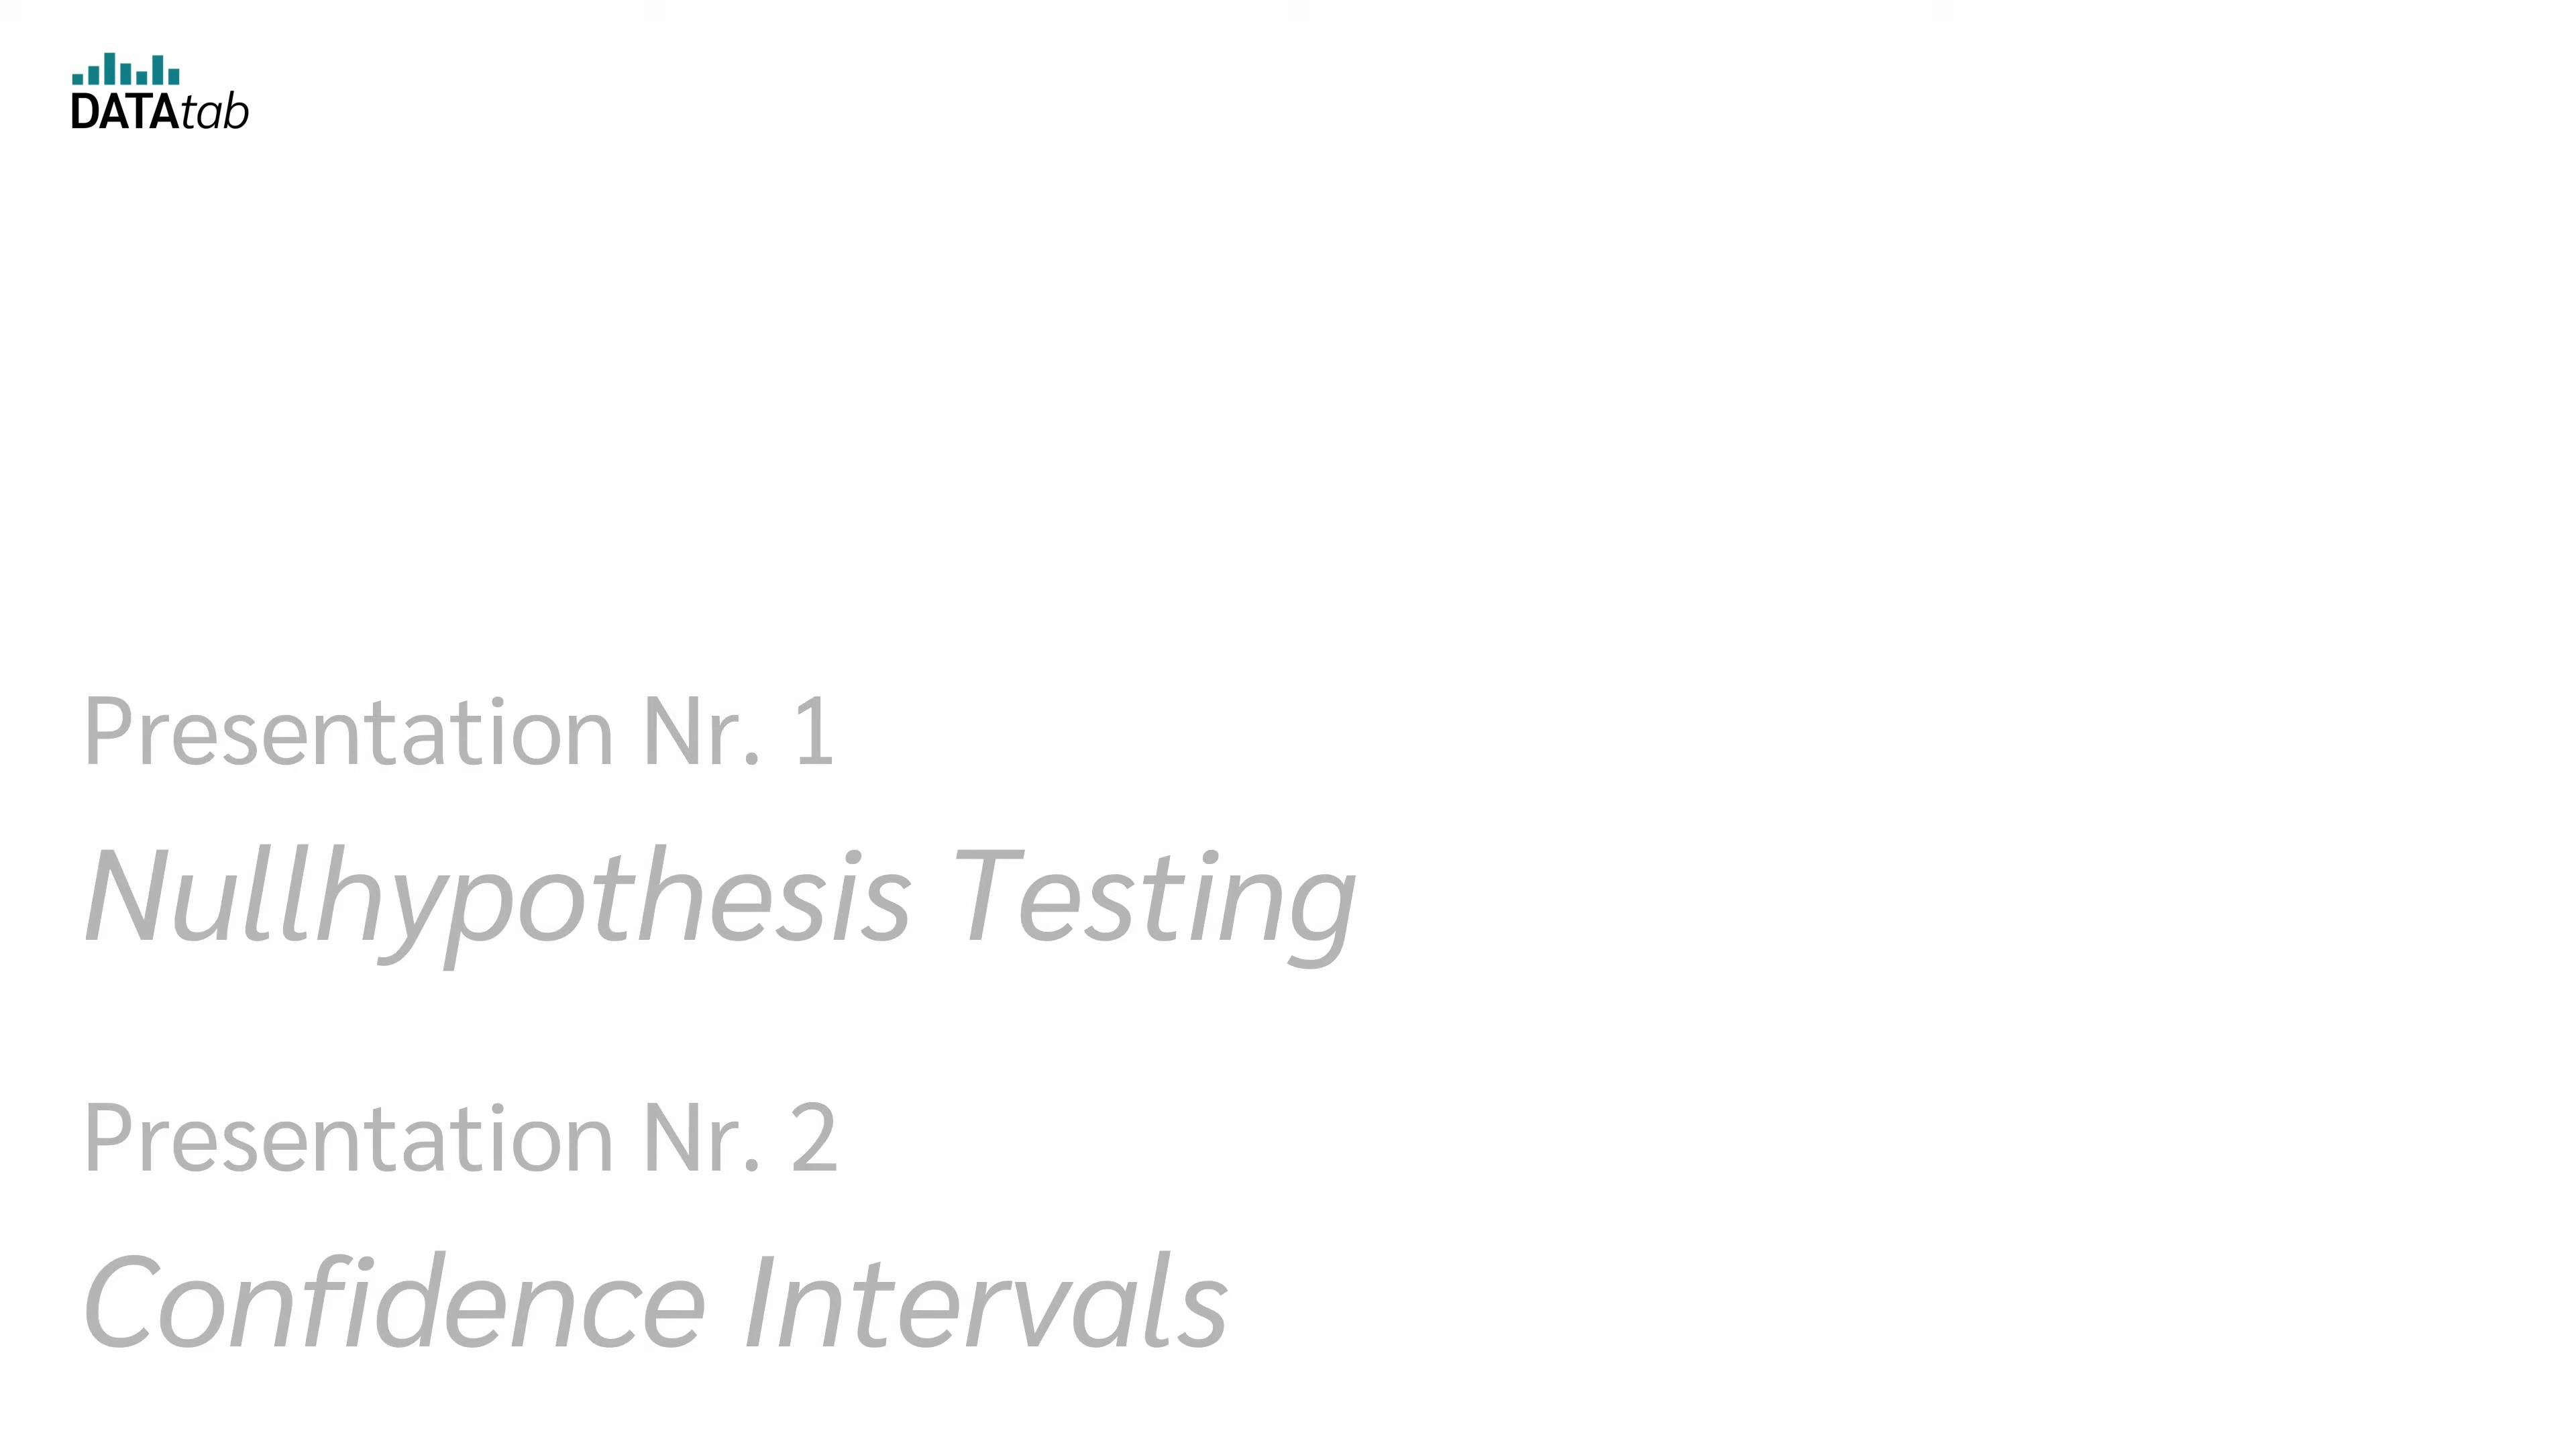 DATAtab
Presentation Nr. 1
Nullhypothesis Testing
Presentation Nr. 2
Confidence Intervals